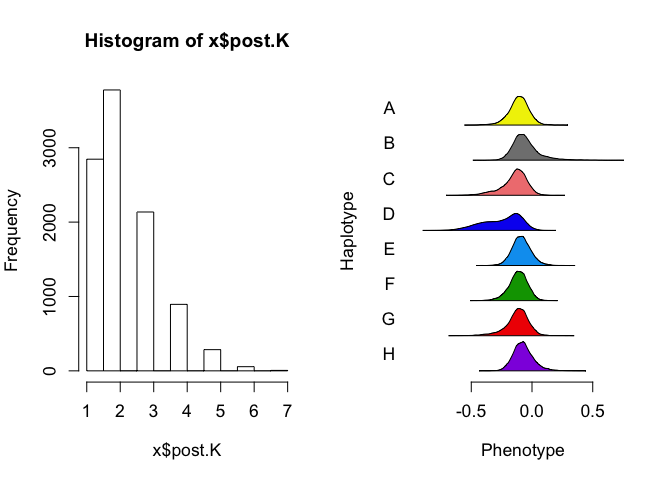 Histogram of x$post.K
Frequency
3000
2000
1000
0
1 2 3 4 5 6 7
x$post.K
Haplotype
A
B
C
D
E
F
G
H
-0.5 0.0 0.5
Phenotype